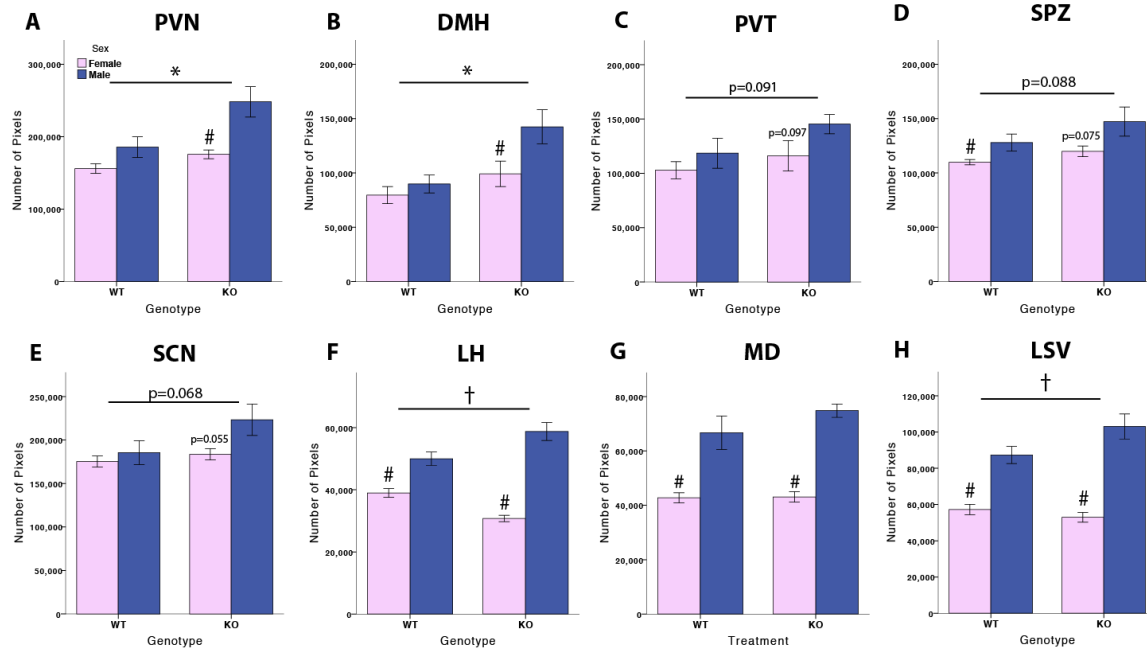 A PVN
Sex
Female
Male
*
#
300,000
200,000
100,000
0
Number of Pixels
WT KO
Genotype
B DMH
*
#
200,000
150,000
100,000
50,000
0
Number of Pixels
WT KO
Genotype
C PVT
p=0.091
p=0.097
200,000
150,000
100,000
50,000
0
Number of Pixels
WT KO
Genotype
D SPZ
p=0.088
p=0.075
#
200,000
150,000
100,000
50,000
0
Number of Pixels
WT KO
Genotype
E SCN
p=0.068
p=0.055
250,000
200,000
150,000
100,000
50,000
0
Number of Pixels
WT KO
Genotype
F LH
†
# #
60,000
40,000
20,000
0
Number of Pixels
WT KO
Genotype
G MD
# #
80,000
60,000
40,000
20,000
0
Number of Pixels
WT KO
Treatment
H LSV
†
# #
120,000
100,000
80,000
60,000
40,000
20,000
0
Number of Pixels
WT KO
Genotype